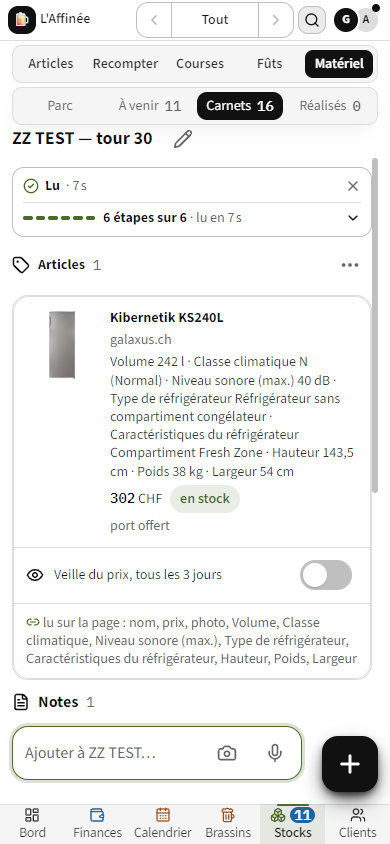 L'Affinée
Tout
G
A
Articles
Recompter
Courses
Fûts
Matériel
Parc
À venir 11
Carnets 16
Réalisés 0
ZZ TEST — tour 30
Lu · 7 s
6 étapes sur 6 · lu en 7 s
Articles 1
Kibernetik KS240L
galaxus.ch
Volume 242 l · Classe climatique N
(Normal) · Niveau sonore (max.) 40 dB ·
Type de réfrigérateur Réfrigérateur sans
compartiment congélateur ·
Caractéristiques du réfrigérateur
Compartiment Fresh Zone · Hauteur 143,5
cm · Poids 38 kg · Largeur 54 cm
302 CHF en stock
port offert
Veille du prix, tous les 3 jours
lu sur la page : nom, prix, photo, Volume, Classe
climatique, Niveau sonore (max.), Type de réfrigérateur,
Caractéristiques du réfrigérateur, Hauteur, Poids, Largeur
Notes 1
Ajouter à ZZ TEST…
Bord
Finances
Calendrier
Brassins
11
Stocks
Clients